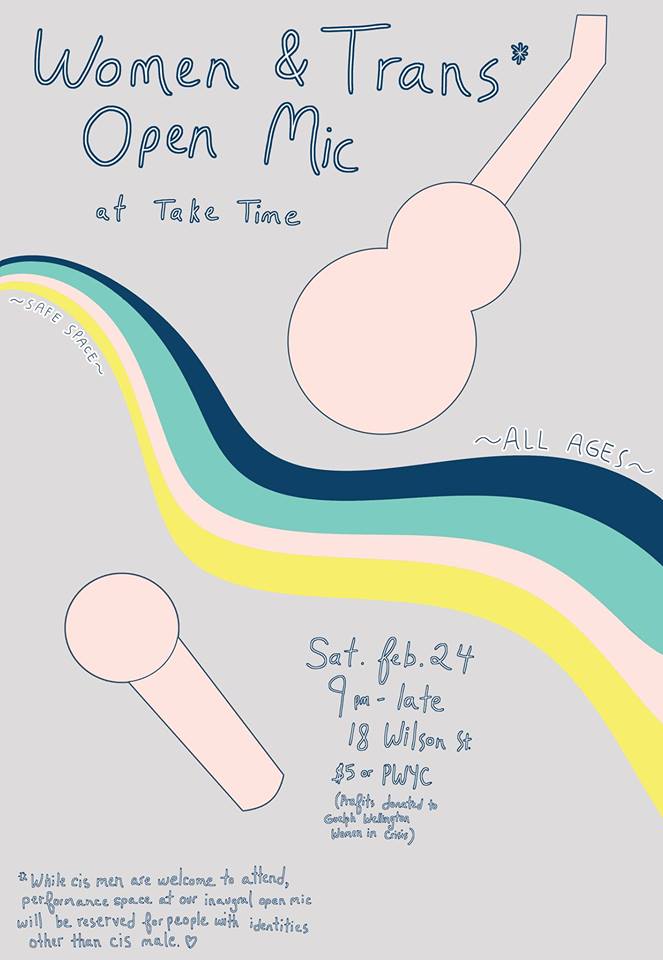 Women & Trans*
Open Mic
at Take Time
~SAFE SPACE~
~ALL AGES~
Sat. feb. 24
9pm - late
18 Wilson St
$5 or PWYC
(Profits donated to
Guelph Wellington
Women in Crisis)
*While cis men are welcome to attend,
performance space at our inaugral open mic
will be reserved for people with identities
other than cis male. ♡